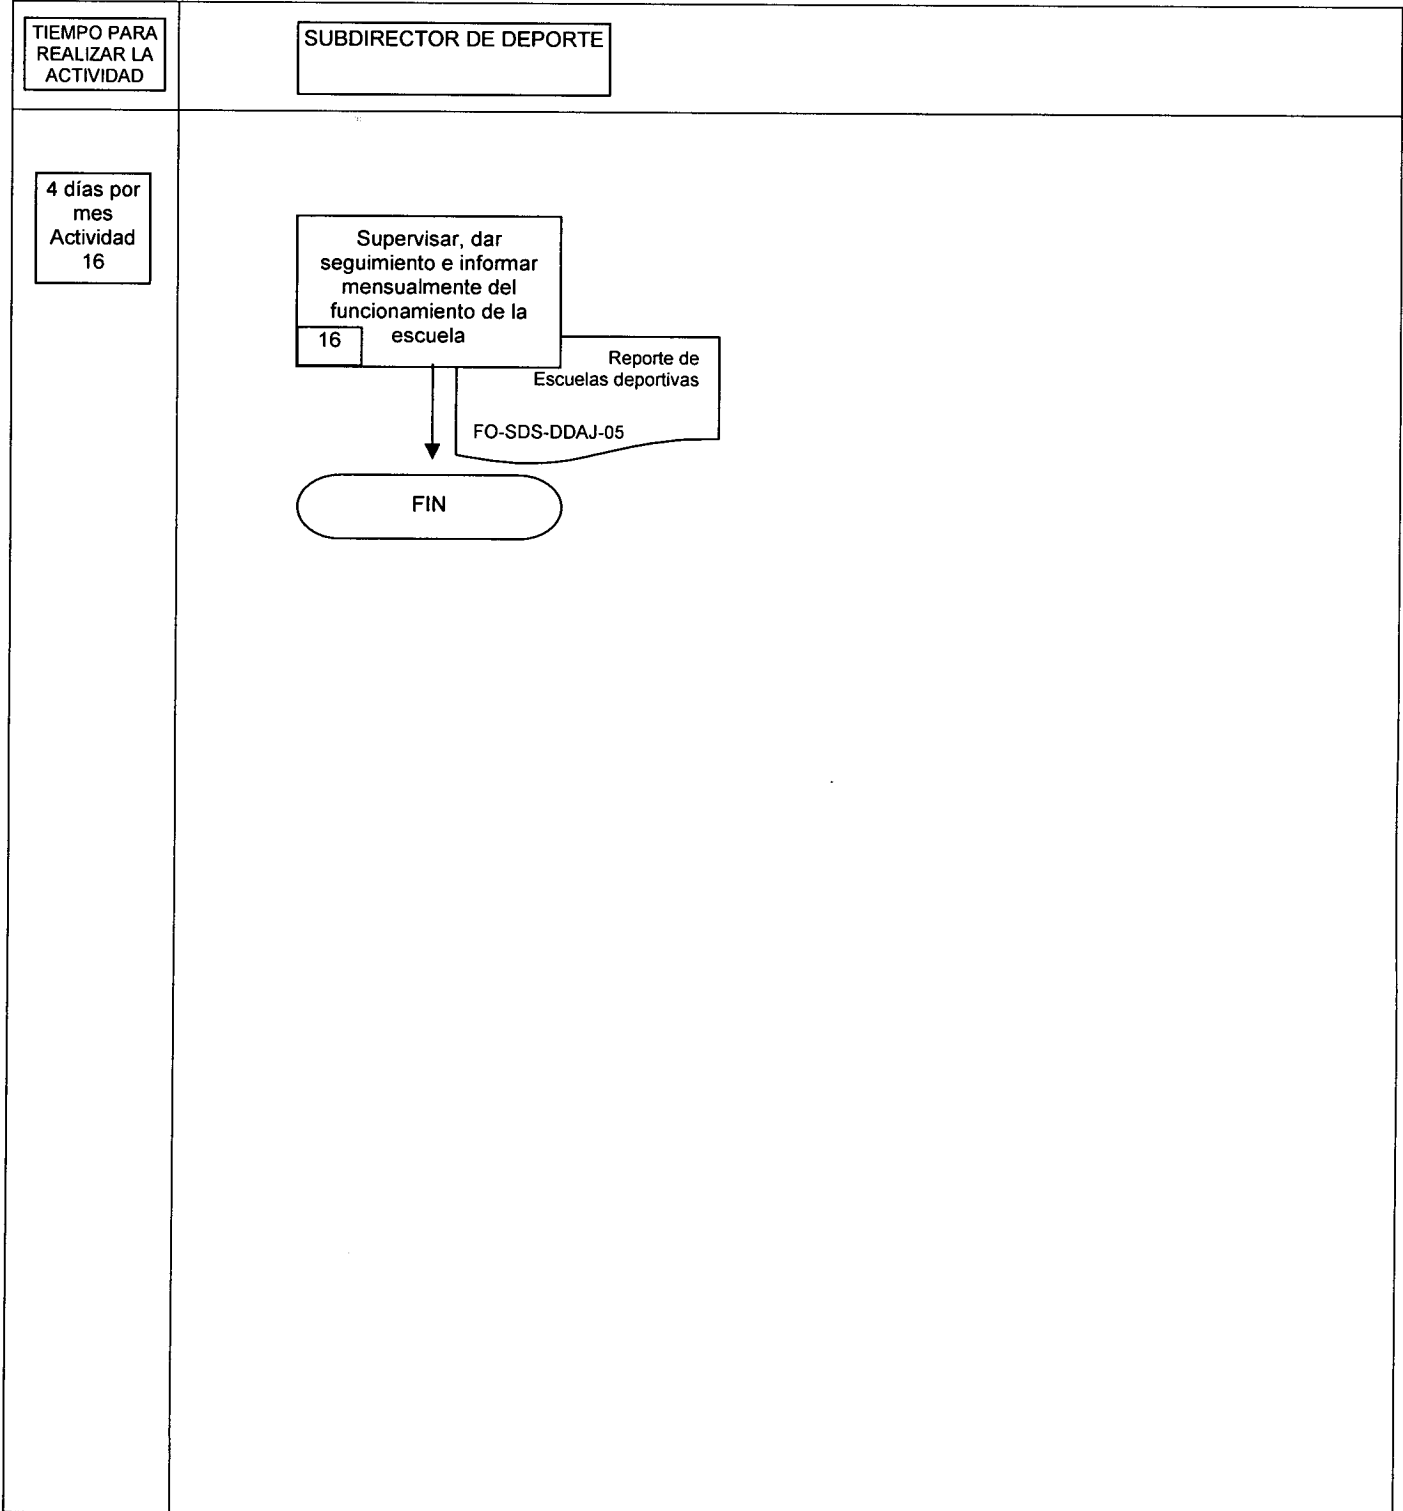 TIEMPO PARA
REALIZAR LA
ACTIVIDAD
SUBDIRECTOR DE DEPORTE
4 días por
mes
Actividad
16
Supervisar, dar
seguimiento e informar
mensualmente del
funcionamiento de la
escuela
16
Reporte de
Escuelas deportivas
FO-SDS-DDAJ-05
FIN